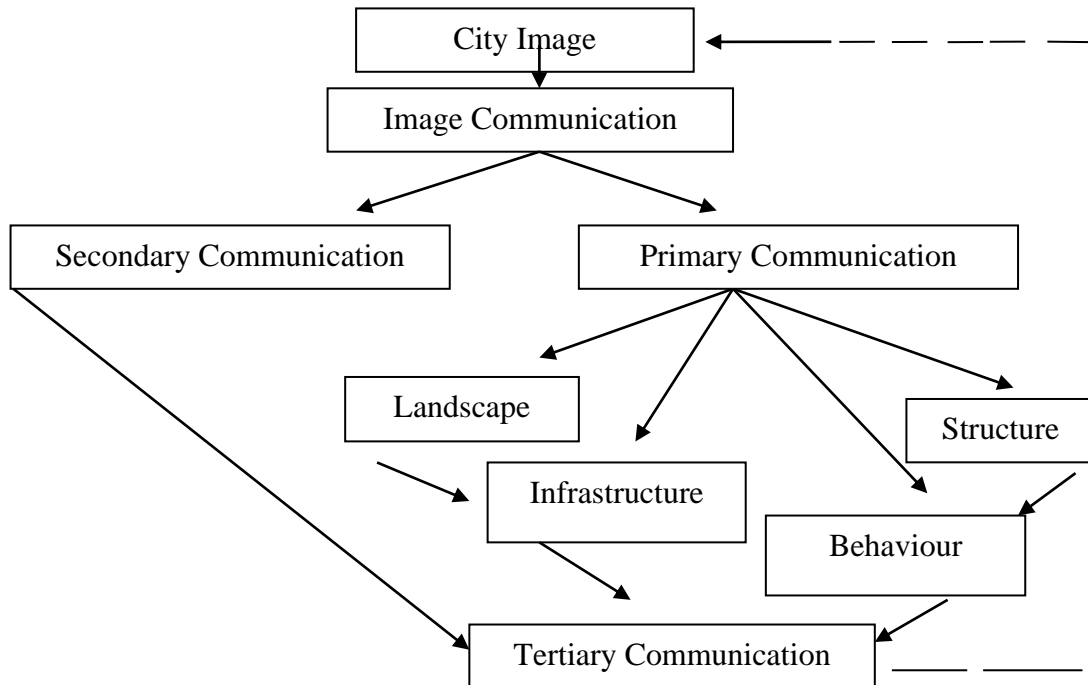 City Image
Image Communication
Secondary Communication
Primary Communication
Landscape
Structure
Infrastructure
Behaviour
Tertiary Communication